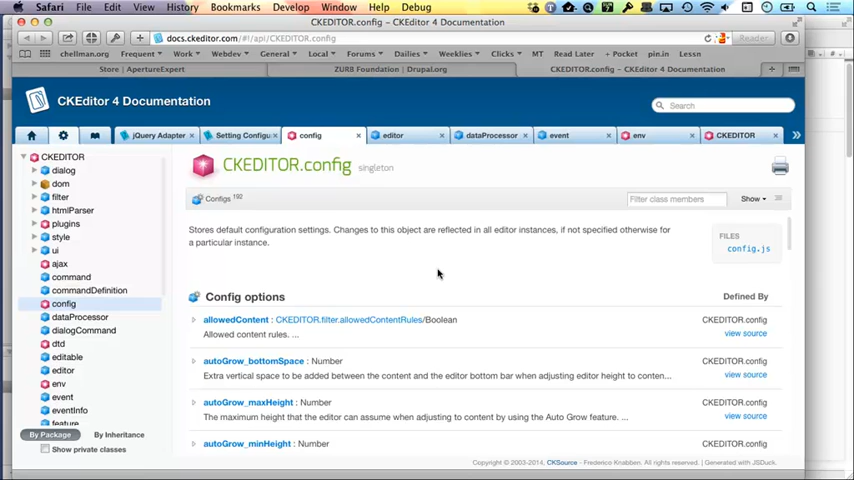 Safari File Edit View History Bookmarks Develop Window Help Debug
CKEDITOR.config – CKEditor 4 Documentation
docs.ckeditor.com/#!/api/CKEDITOR.config
Reader
chellman.org Frequent Work Webdev General Local Forums Dailies Weeklies Clicks MT Read Later + Pocket pin.in Lessn
Store | ApertureExpert
ZURB Foundation | Drupal.org
CKEDITOR.config – CKEditor 4 Documentation
CKEditor 4 Documentation
Search
jQuery Adapter
Setting Configu
config
editor
dataProcessor
event
env
CKEDITOR
CKEDITOR
dialog
dom
filter
htmlParser
plugins
style
ui
ajax
command
commandDefinition
config
dataProcessor
dialogCommand
dtd
editable
editor
env
event
eventInfo
feature
By Package
By Inheritance
Show private classes
CKEDITOR.config singleton
Configs 192
Filter class members
Show
Stores default configuration settings. Changes to this object are reflected in all editor instances, if not specified otherwise for
a particular instance.
FILES
config.js
Config options
Defined By
allowedContent : CKEDITOR.filter.allowedContentRules/Boolean
CKEDITOR.config
Allowed content rules. ...
view source
autoGrow_bottomSpace : Number
CKEDITOR.config
Extra vertical space to be added between the content and the editor bottom bar when adjusting editor height to conten...
view source
autoGrow_maxHeight : Number
CKEDITOR.config
The maximum height that the editor can assume when adjusting to content by using the Auto Grow feature. ...
view source
autoGrow_minHeight : Number
CKEDITOR.config
Copyright © 2003-2014, CKSource - Frederico Knabben. All rights reserved. | Generated with JSDuck.